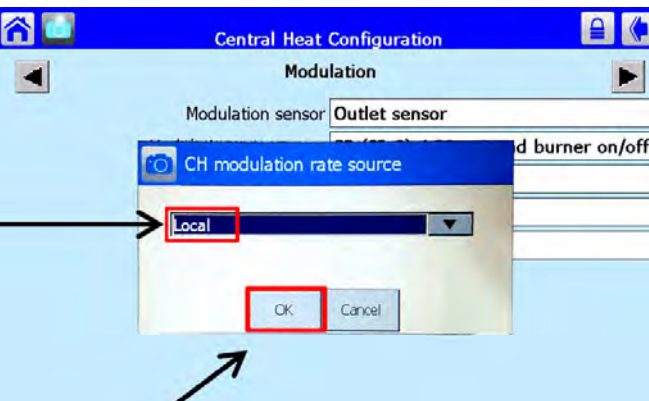 Central Heat Configuration
Modulation
Modulation sensor Outlet sensor
d burner on/off
CH modulation rate source
Local
OK Cancel